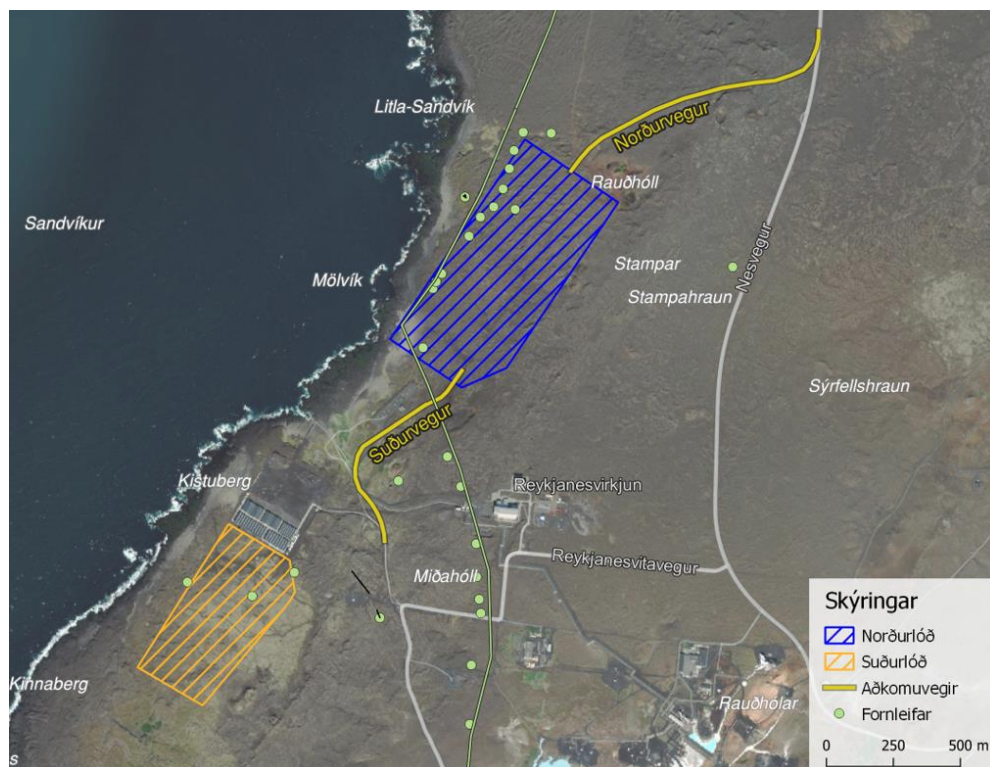 Litla-Sandvík
Norðurvegur
Rauðhóll
Sandvíkur
Stampar
Nesvegur
Mölvík
Stampahraun
Sýrfellshraun
Suðurvegur
Kistuberg
Reykjanesvirkjun
Reykjanesvitavegur
Miðahóll
Kinnaberg
Rauðhólar
s
Skýringar
Norðurlóð
Suðurlóð
Aðkomuvegir
Fornleifar
0 250 500 m